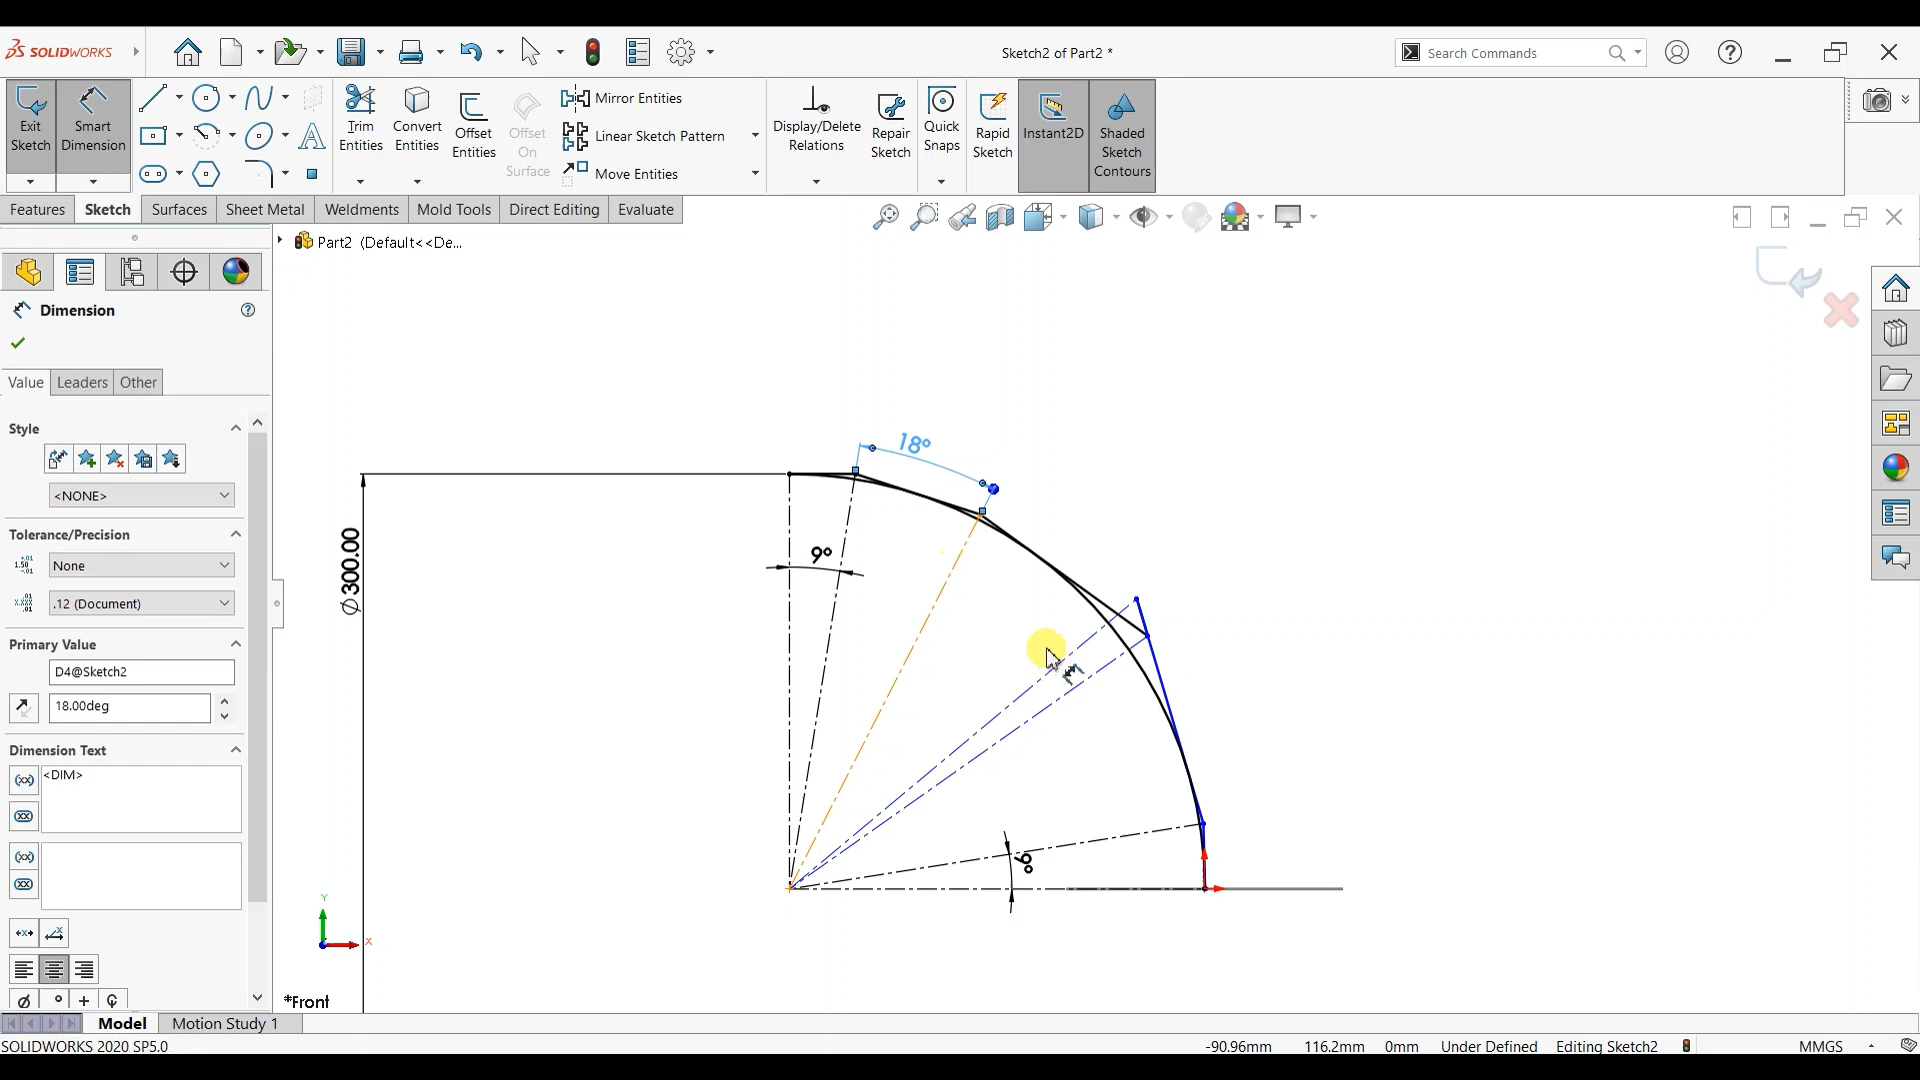 SOLIDWORKS
Sketch2 of Part2 *
Search Commands
Exit Sketch
Smart Dimension
Trim Entities
Convert Entities
Offset Entities
Offset On Surface
Mirror Entities
Linear Sketch Pattern
Move Entities
Display/Delete Relations
Repair Sketch
Quick Snaps
Rapid Sketch
Instant2D
Shaded Sketch Contours
Features
Sketch
Surfaces
Sheet Metal
Weldments
Mold Tools
Direct Editing
Evaluate
Part2 (Default<<De...
Dimension
Value
Leaders
Other
Style
<NONE>
Tolerance/Precision
None
.12 (Document)
Primary Value
D4@Sketch2
18.00deg
Dimension Text
<DIM>
18°
9°
⌀300.00
9°
Y
X
*Front
Model
Motion Study 1
SOLIDWORKS 2020 SP5.0
-90.96mm
116.2mm
0mm
Under Defined
Editing Sketch2
MMGS